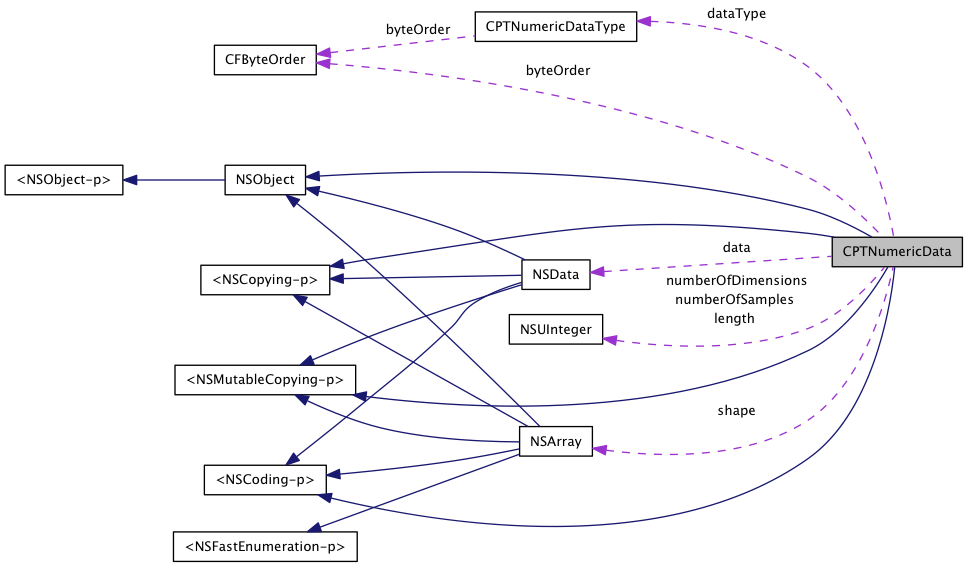 dataType
CPTNumericDataType
byteOrder
CFByteOrder
byteOrder
<NSObject-p>
NSObject
CPTNumericData
data
<NSCopying-p>
NSData
numberOfDimensions
numberOfSamples
length
NSUInteger
<NSMutableCopying-p>
shape
NSArray
<NSCoding-p>
<NSFastEnumeration-p>